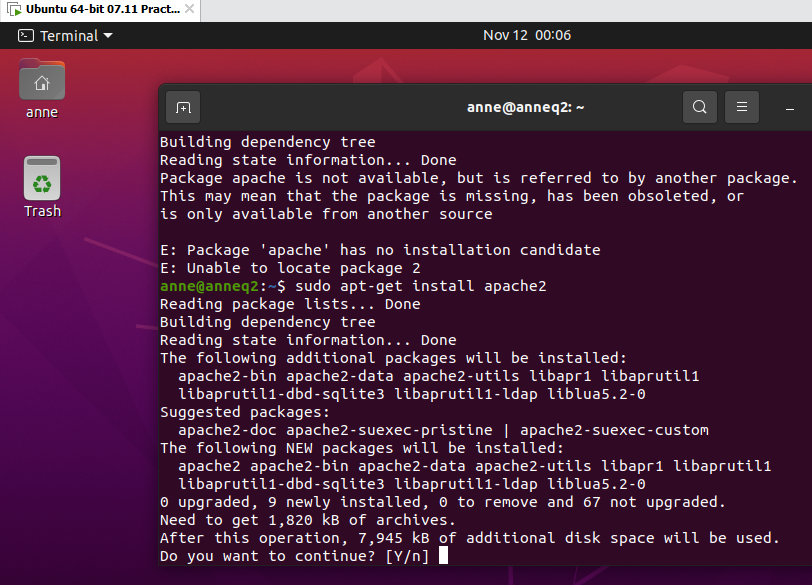 Ubuntu 64-bit 07.11 Pract...
Terminal
Nov 12 00:06
anne
Trash
anne@anneq2: ~
Building dependency tree
Reading state information... Done
Package apache is not available, but is referred to by another package.
This may mean that the package is missing, has been obsoleted, or
is only available from another source
E: Package 'apache' has no installation candidate
E: Unable to locate package 2
anne@anneq2:~$ sudo apt-get install apache2
Reading package lists... Done
Building dependency tree
Reading state information... Done
The following additional packages will be installed:
apache2-bin apache2-data apache2-utils libapr1 libaprutil1
libaprutil1-dbd-sqlite3 libaprutil1-ldap liblua5.2-0
Suggested packages:
apache2-doc apache2-suexec-pristine | apache2-suexec-custom
The following NEW packages will be installed:
apache2 apache2-bin apache2-data apache2-utils libapr1 libaprutil1
libaprutil1-dbd-sqlite3 libaprutil1-ldap liblua5.2-0
0 upgraded, 9 newly installed, 0 to remove and 67 not upgraded.
Need to get 1,820 kB of archives.
After this operation, 7,945 kB of additional disk space will be used.
Do you want to continue? [Y/n]